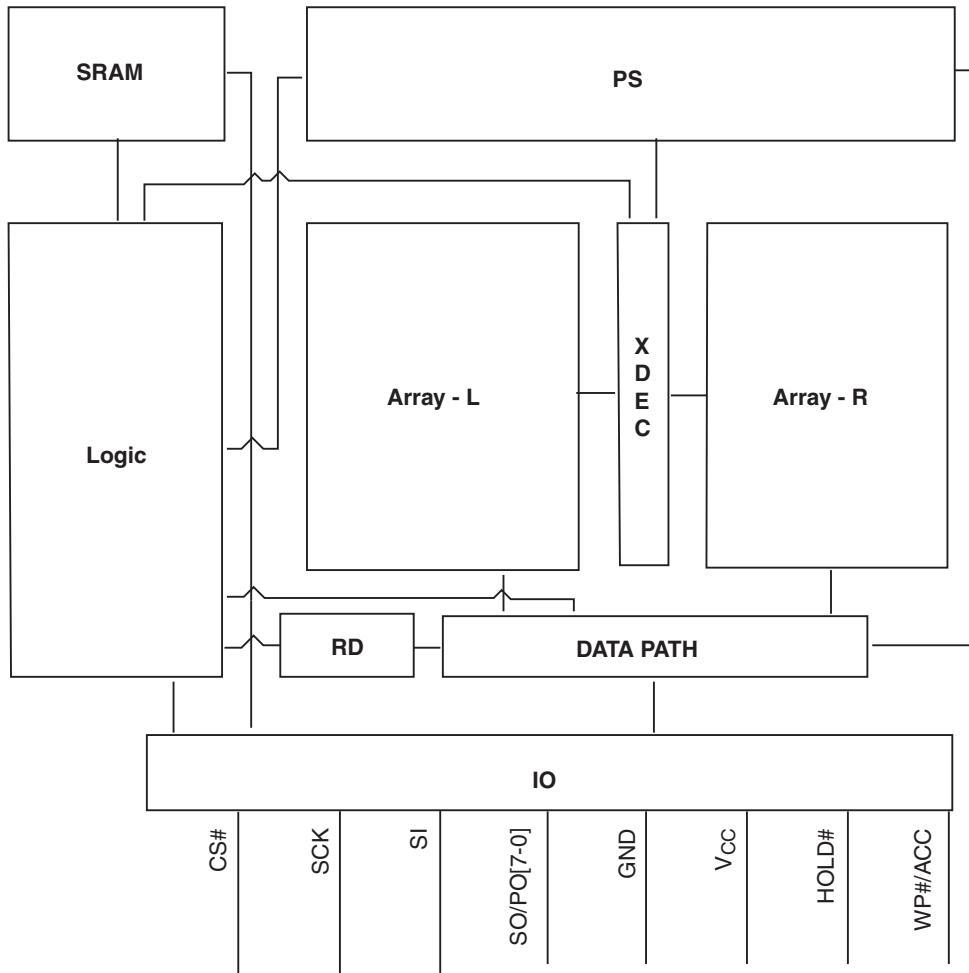 SRAM
PS
Logic
Array - L
X
D
E
C
Array - R
RD
DATA PATH
IO
CS#
SCK
SI
SO/PO[7-0]
GND
VCC
HOLD#
WP#/ACC